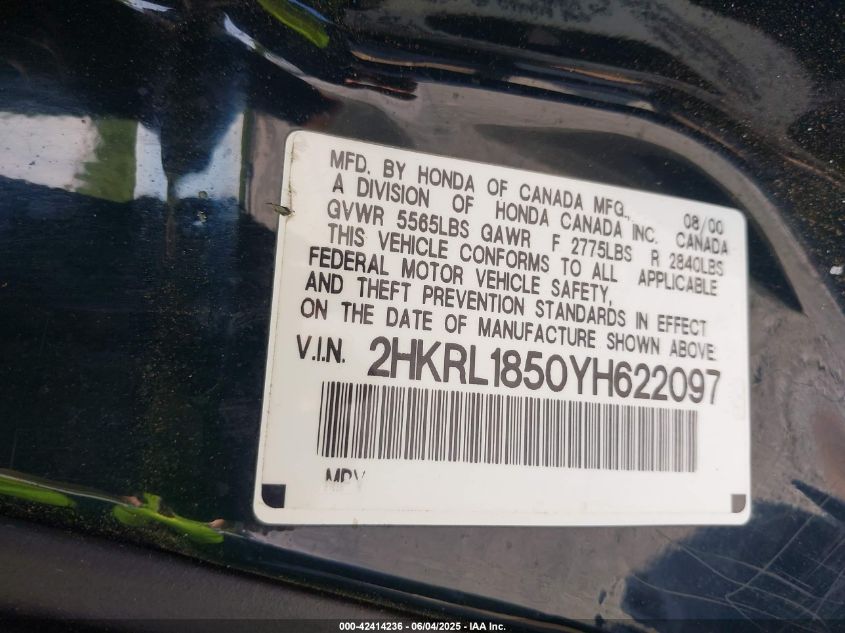 MFD. BY HONDA OF CANADA MFG., 08/00
A DIVISION OF HONDA CANADA INC. CANADA
GVWR 5565LBS GAWR F 2775LBS R 2840LBS
THIS VEHICLE CONFORMS TO ALL APPLICABLE
FEDERAL MOTOR VEHICLE SAFETY,
AND THEFT PREVENTION STANDARDS IN EFFECT
ON THE DATE OF MANUFACTURE SHOWN ABOVE.
V.I.N. 2HKRL1850YH622097
MPV
000-42414236 - 06/04/2025 - IAA Inc.